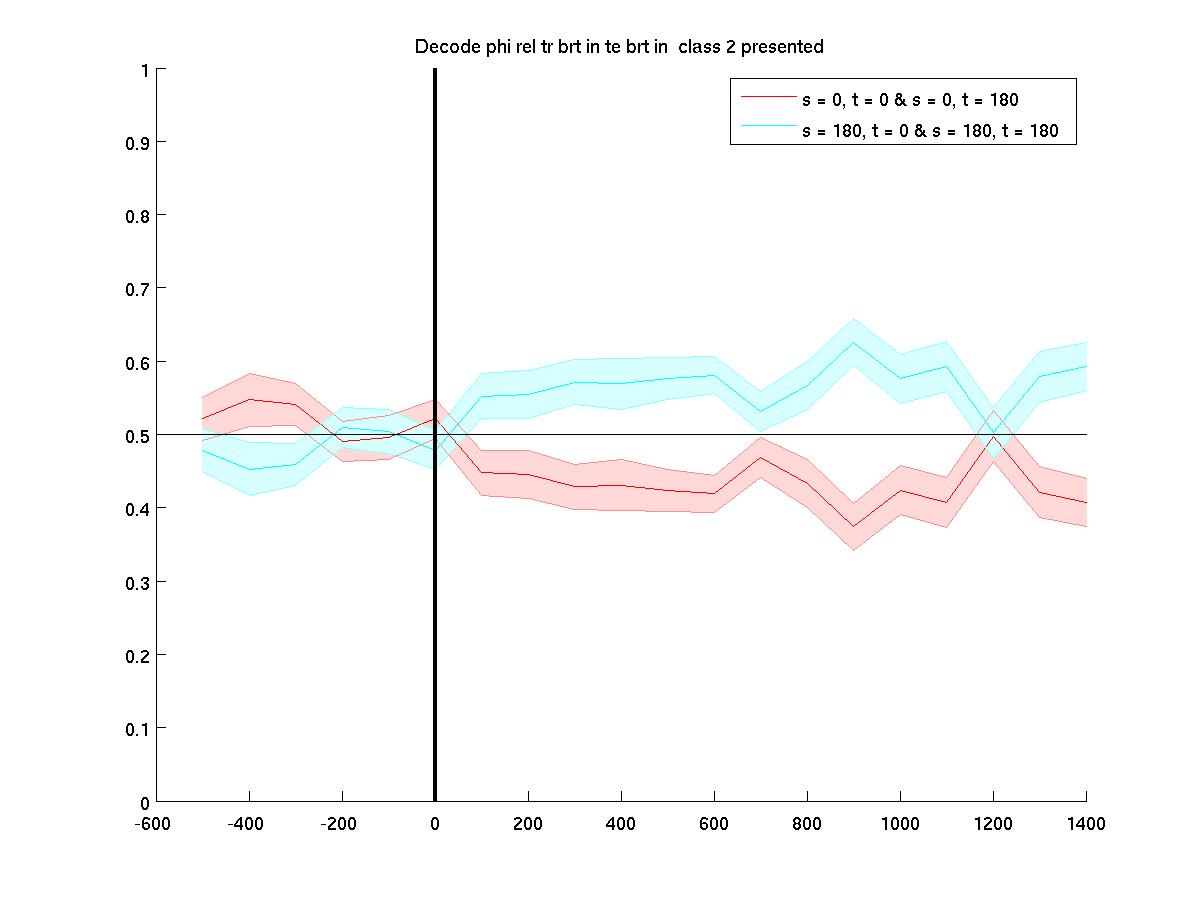 Decode phi rel tr brt in te brt in  class 2 presented
s = 0, t = 0 & s = 0, t = 180
s = 180, t = 0 & s = 180, t = 180
1
0.9
0.8
0.7
0.6
0.5
0.4
0.3
0.2
0.1
0
-600 -400 -200 0 200 400 600 800 1000 1200 1400